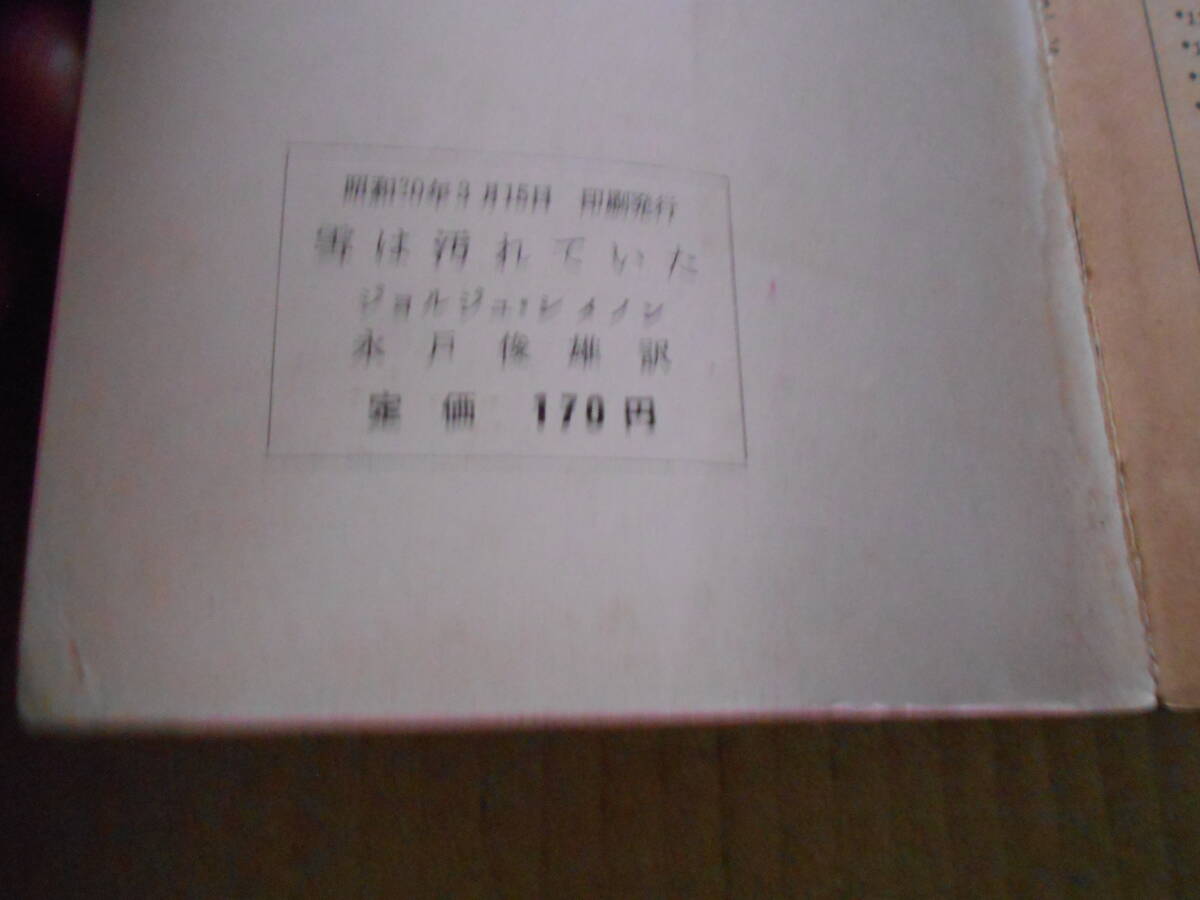 昭和30年3月15日 印刷発行
雪は汚れていた
ジョルジュ・シメノン
永戸俊雄訳
定価 170円